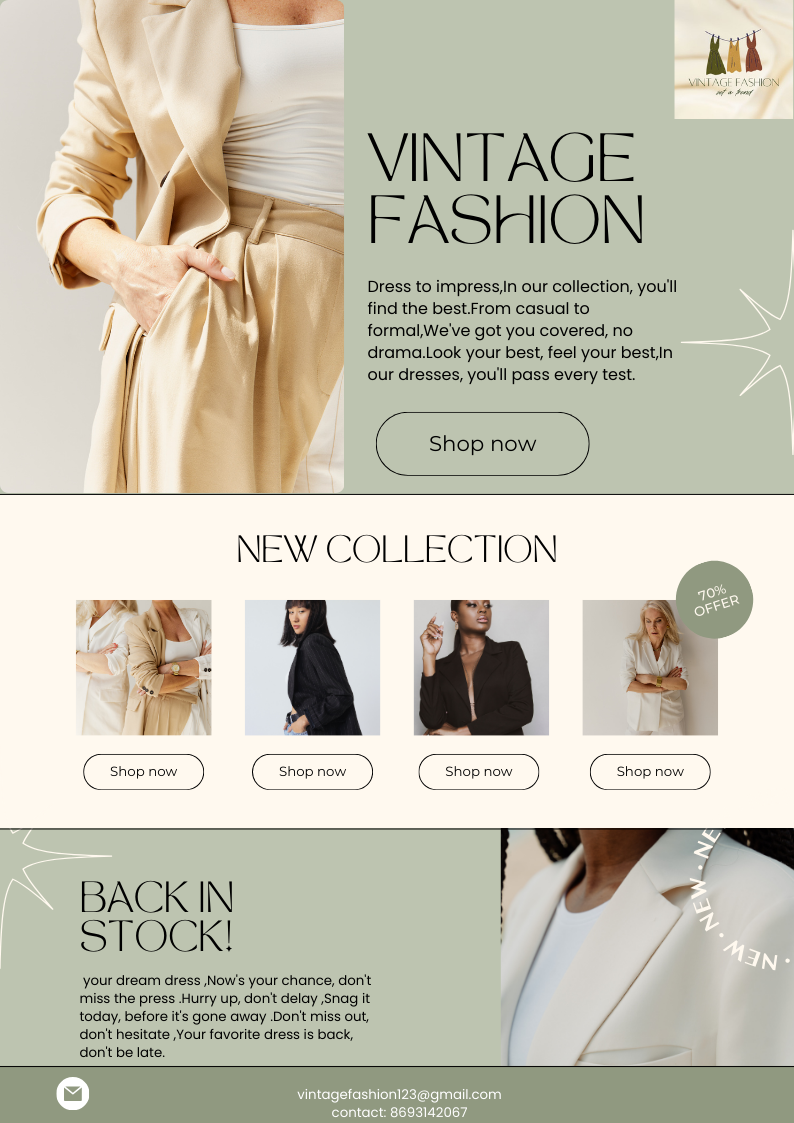 VINTAGE FASHION
not a trend
VINTAGE
FASHION
Dress to impress,In our collection, you'll
find the best.From casual to
formal,We've got you covered, no
drama.Look your best, feel your best,In
our dresses, you'll pass every test.
Shop now
NEW COLLECTION
70%
OFFER
Shop now
Shop now
Shop now
Shop now
BACK IN
STOCK!
your dream dress ,Now's your chance, don't
miss the press .Hurry up, don't delay ,Snag it
today, before it's gone away .Don't miss out,
don't hesitate ,Your favorite dress is back,
don't be late.
NE • NEW • NEW •
vintagefashion123@gmail.com
contact: 8693142067